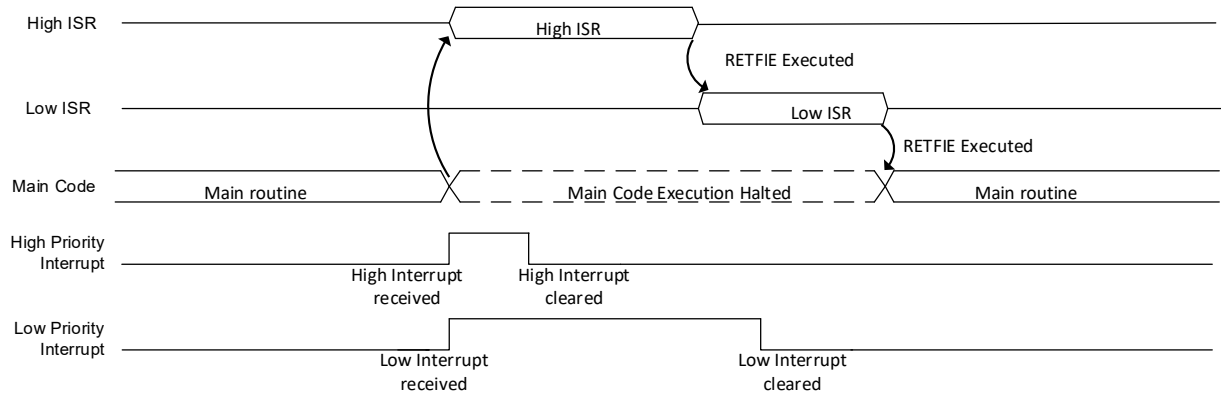 High ISR
High ISR
RETFIE Executed
Low ISR
Low ISR
RETFIE Executed
Main Code
Main routine
Main Code Execution Halted
Main routine
High Priority
Interrupt
High Interrupt
received
High Interrupt
cleared
Low Priority
Interrupt
Low Interrupt
received
Low Interrupt
cleared